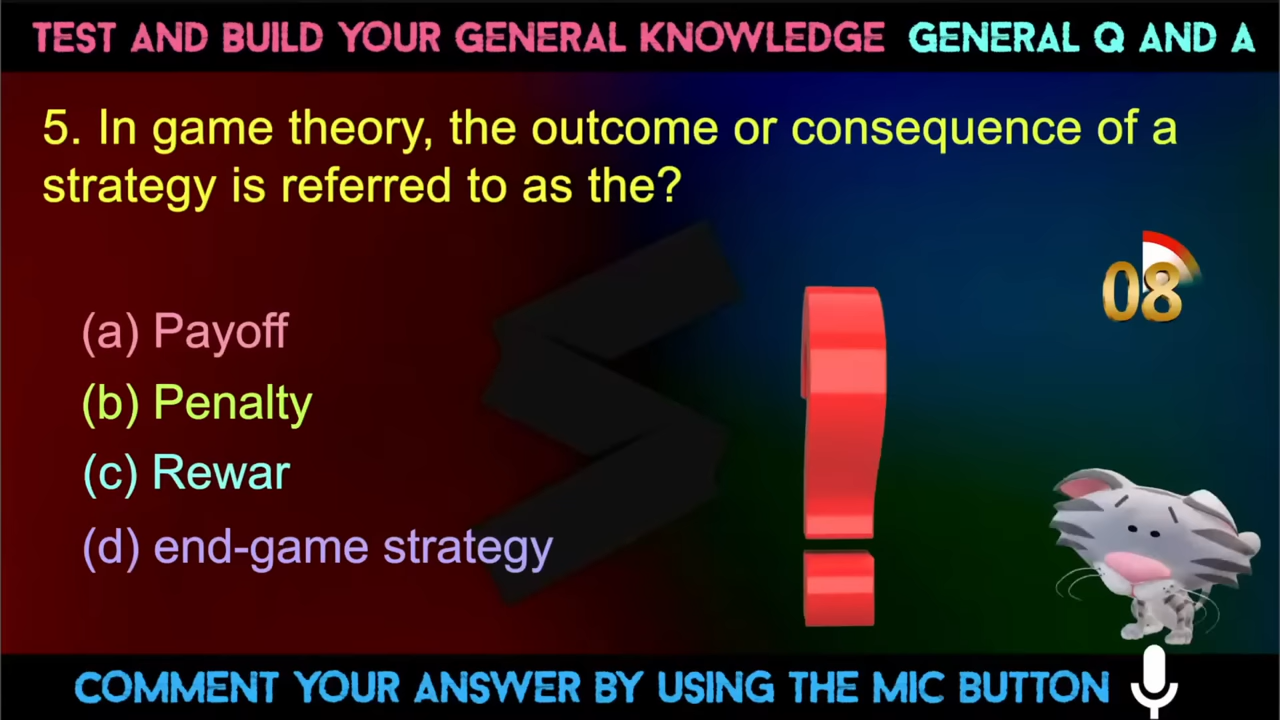 TEST AND BUILD YOUR GENERAL KNOWLEDGE GENERAL Q AND A
5. In game theory, the outcome or consequence of a
strategy is referred to as the?
08
(a) Payoff
(b) Penalty
(c) Rewar
(d) end-game strategy
COMMENT YOUR ANSWER BY USING THE MIC BUTTON